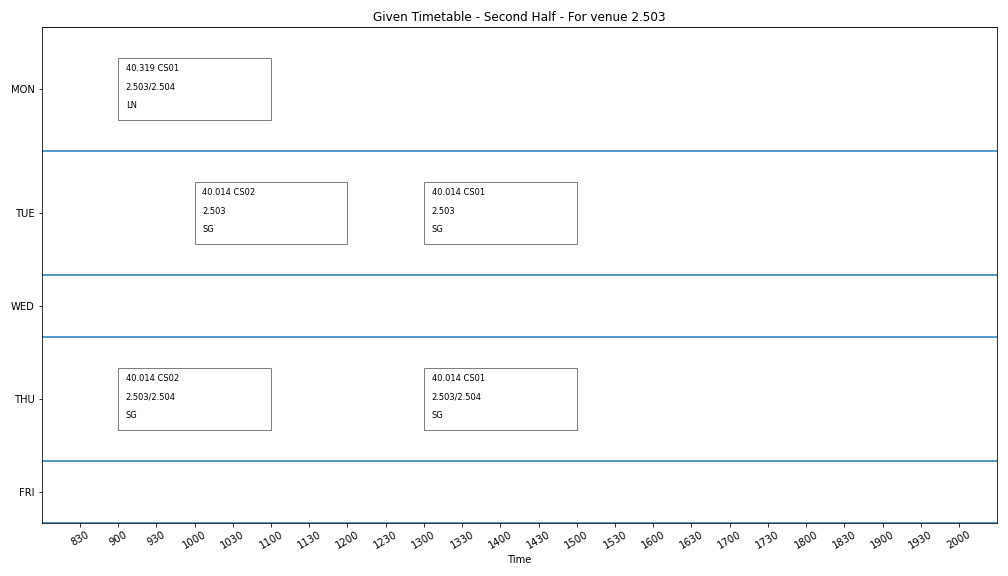 Given Timetable - Second Half - For venue 2.503
MON
40.319 CS01
2.503/2.504
LN
TUE
40.014 CS02
2.503
SG
40.014 CS01
2.503
SG
WED
THU
40.014 CS02
2.503/2.504
SG
40.014 CS01
2.503/2.504
SG
FRI
830 900 930 1000 1030 1100 1130 1200 1230 1300 1330 1400 1430 1500 1530 1600 1630 1700 1730 1800 1830 1900 1930 2000
Time